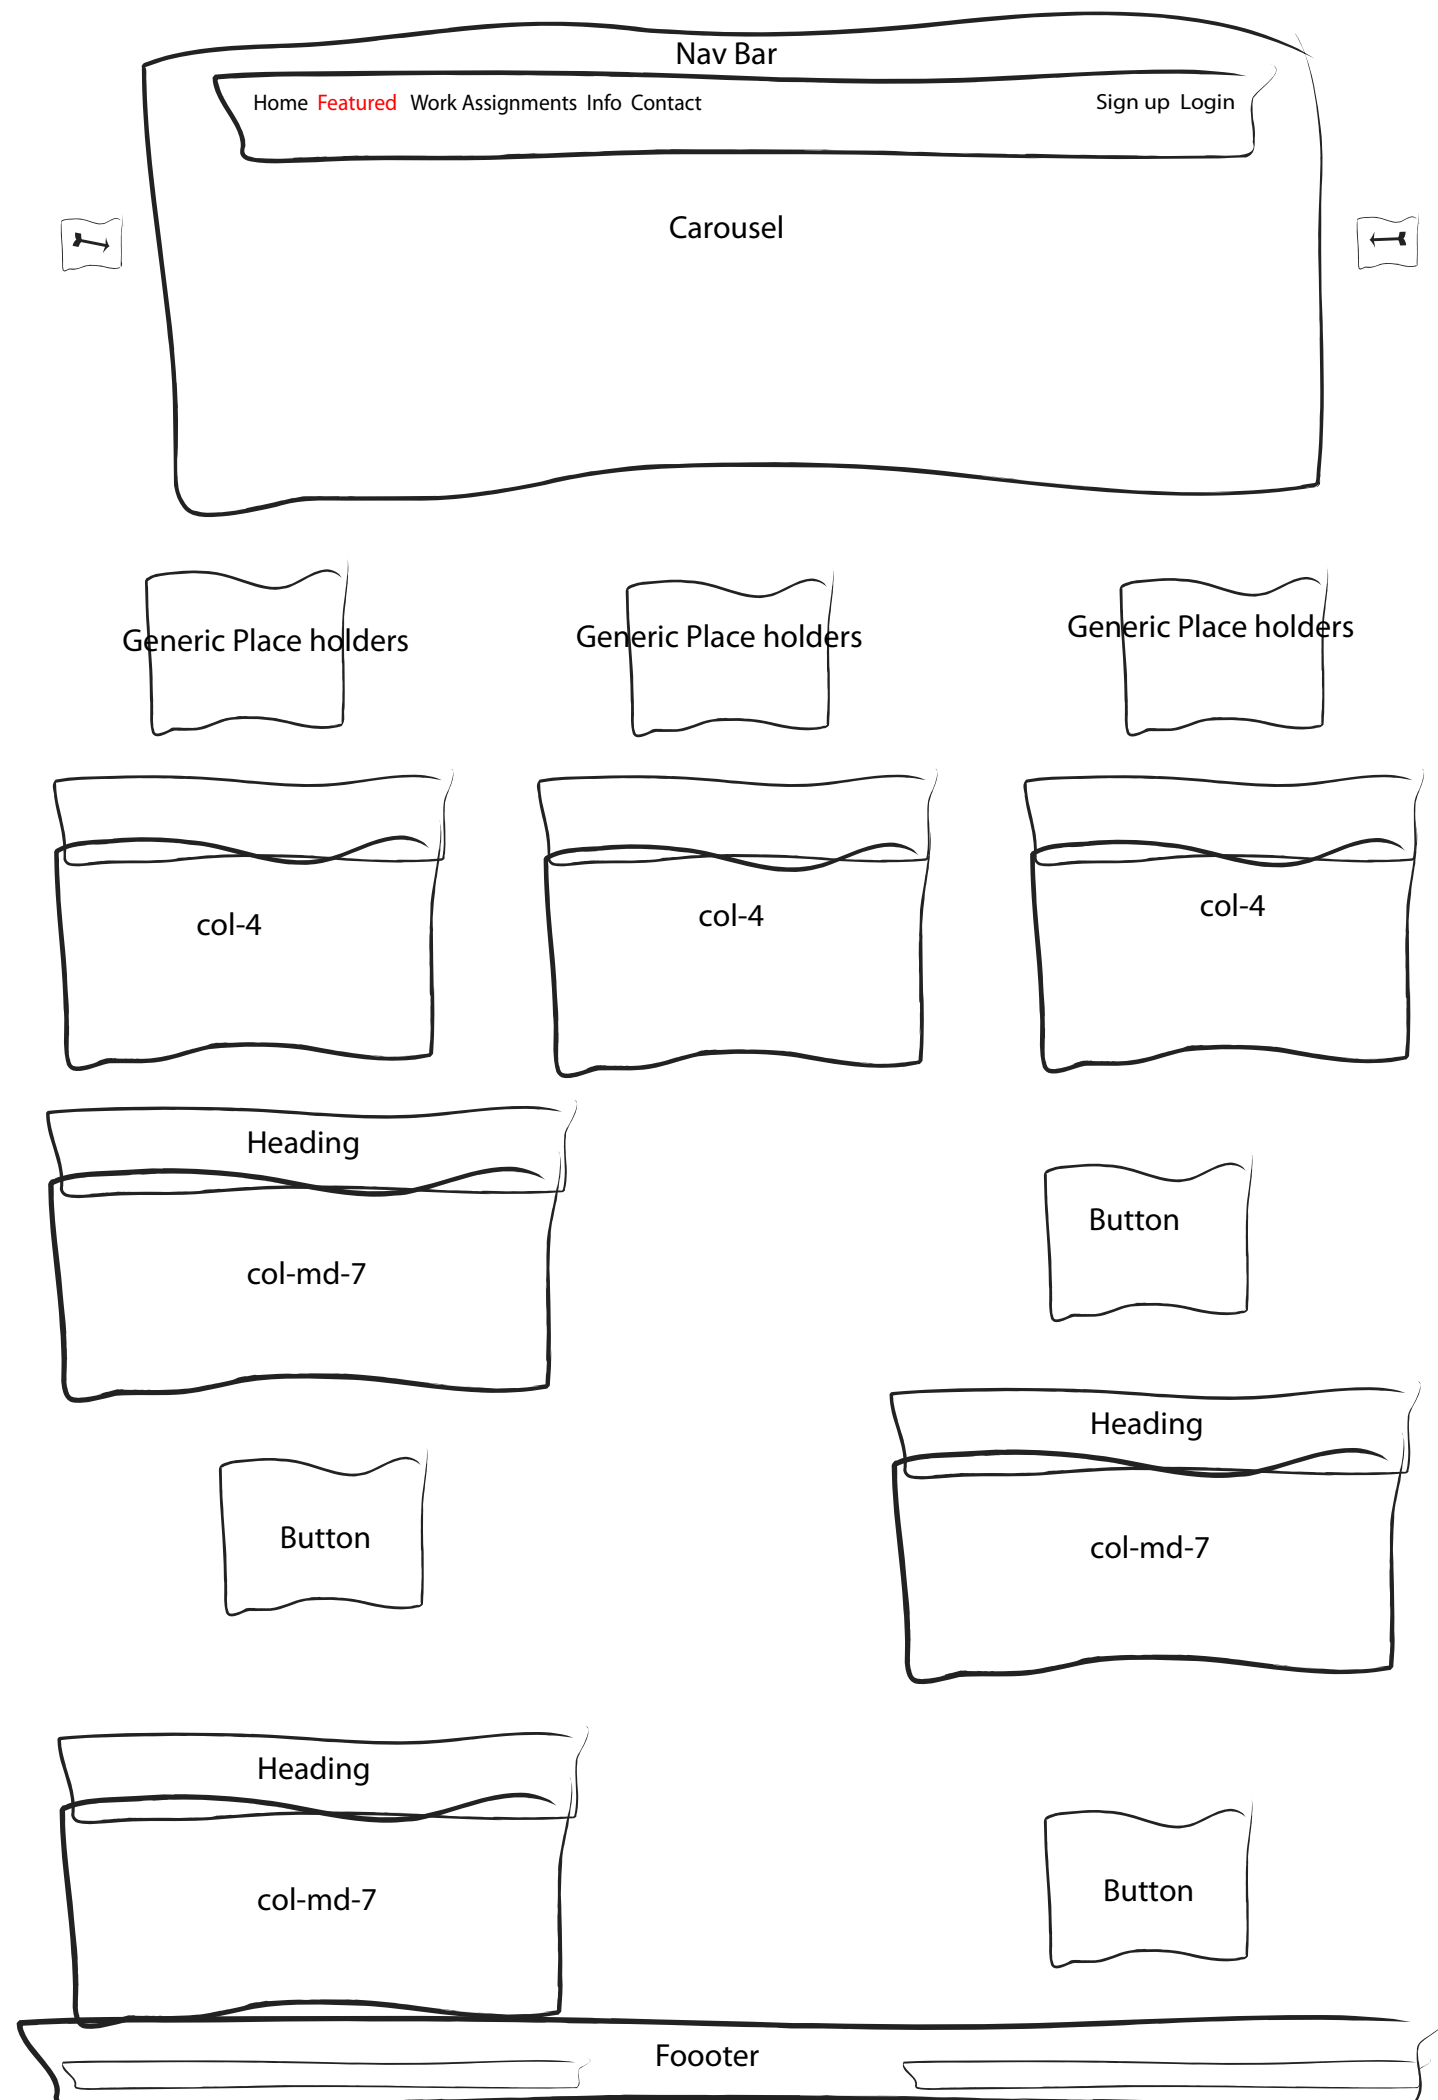 Nav Bar
Home Featured Work Assignments Info Contact Sign up Login
Carousel
Generic Place holders Generic Place holders Generic Place holders
col-4 col-4 col-4
Heading
Button
col-md-7
Heading
Button
col-md-7
Heading
Button
col-md-7
Foooter